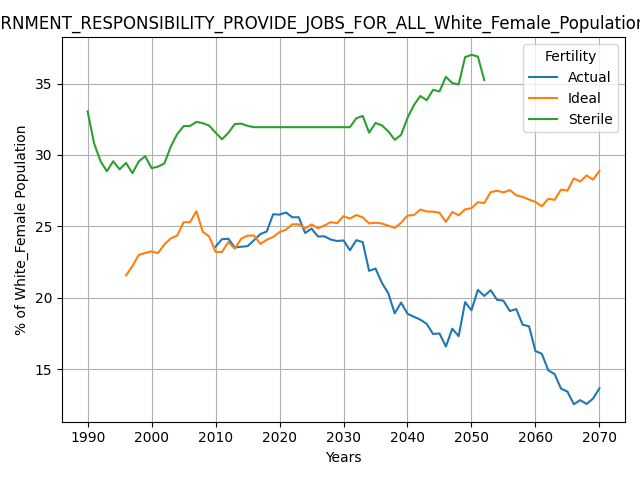 RNMENT_RESPONSIBILITY_PROVIDE_JOBS_FOR_ALL_White_Female_Population
Fertility
Actual
Ideal
Sterile
% of White_Female Population
35
30
25
20
15
1990 2000 2010 2020 2030 2040 2050 2060 2070
Years